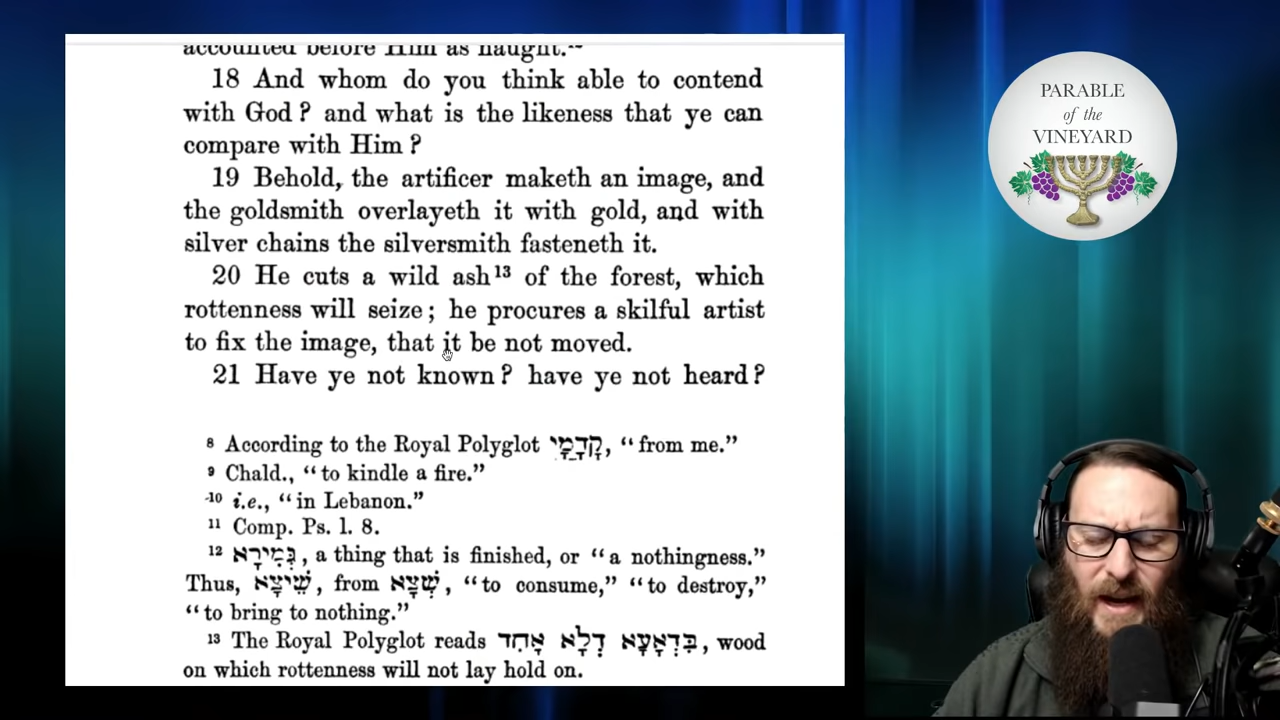 accounted before Him as naught.¹²
18 And whom do you think able to contend
with God? and what is the likeness that ye can
compare with Him?
19 Behold, the artificer maketh an image, and
the goldsmith overlayeth it with gold, and with
silver chains the silversmith fasteneth it.
20 He cuts a wild ash¹³ of the forest, which
rottenness will seize; he procures a skilful artist
to fix the image, that it be not moved.
21 Have ye not known? have ye not heard?
⁸ According to the Royal Polyglot קֳדָמָי, “from me.”
⁹ Chald., “to kindle a fire.”
¹⁰ i.e., “in Lebanon.”
¹¹ Comp. Ps. l. 8.
¹² גְּמִירָא, a thing that is finished, or “a nothingness.”
Thus, שֵׁיצָא, from שְׁצָא, “to consume,” “to destroy,”
“to bring to nothing.”
¹³ The Royal Polyglot reads בִּדְאָעָא דְלָא אָחִד, wood
on which rottenness will not lay hold on.
PARABLE
of the
VINEYARD